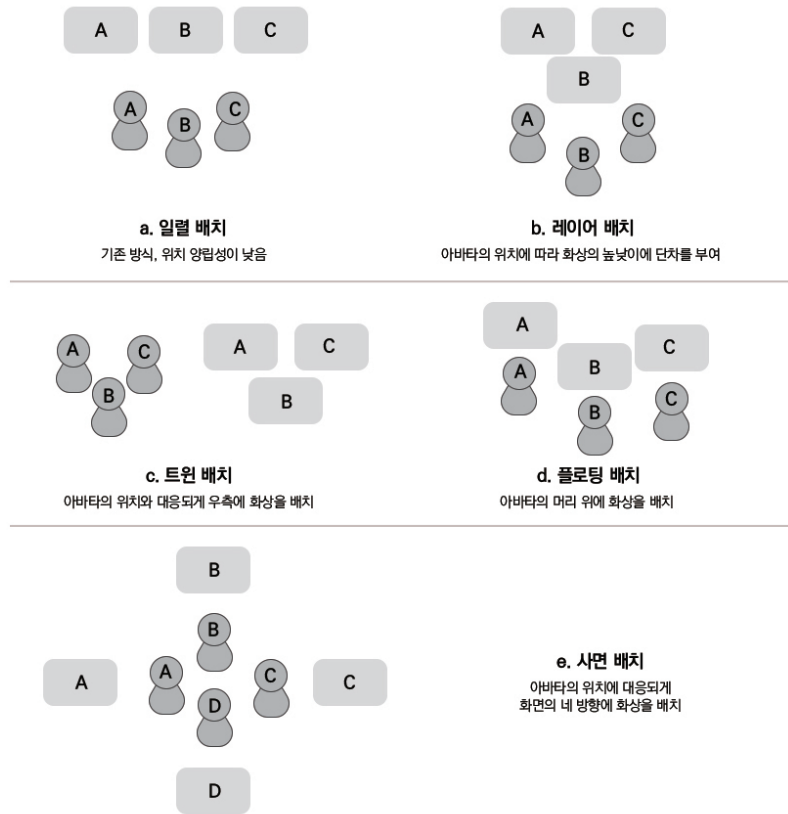 A B C
A B C
a. 일렬 배치
기존 방식, 위치 양립성이 낮음
A C
B
A C
B
b. 레이어 배치
아바타의 위치에 따라 화상의 높낮이에 단차를 부여
A C
B
A C
B
c. 트윈 배치
아바타의 위치와 대응되게 우측에 화상을 배치
A
B
C
A
B
C
d. 플로팅 배치
아바타의 머리 위에 화상을 배치
B
B
A
A
C
C
D
D
e. 사면 배치
아바타의 위치에 대응되게
화면의 네 방향에 화상을 배치